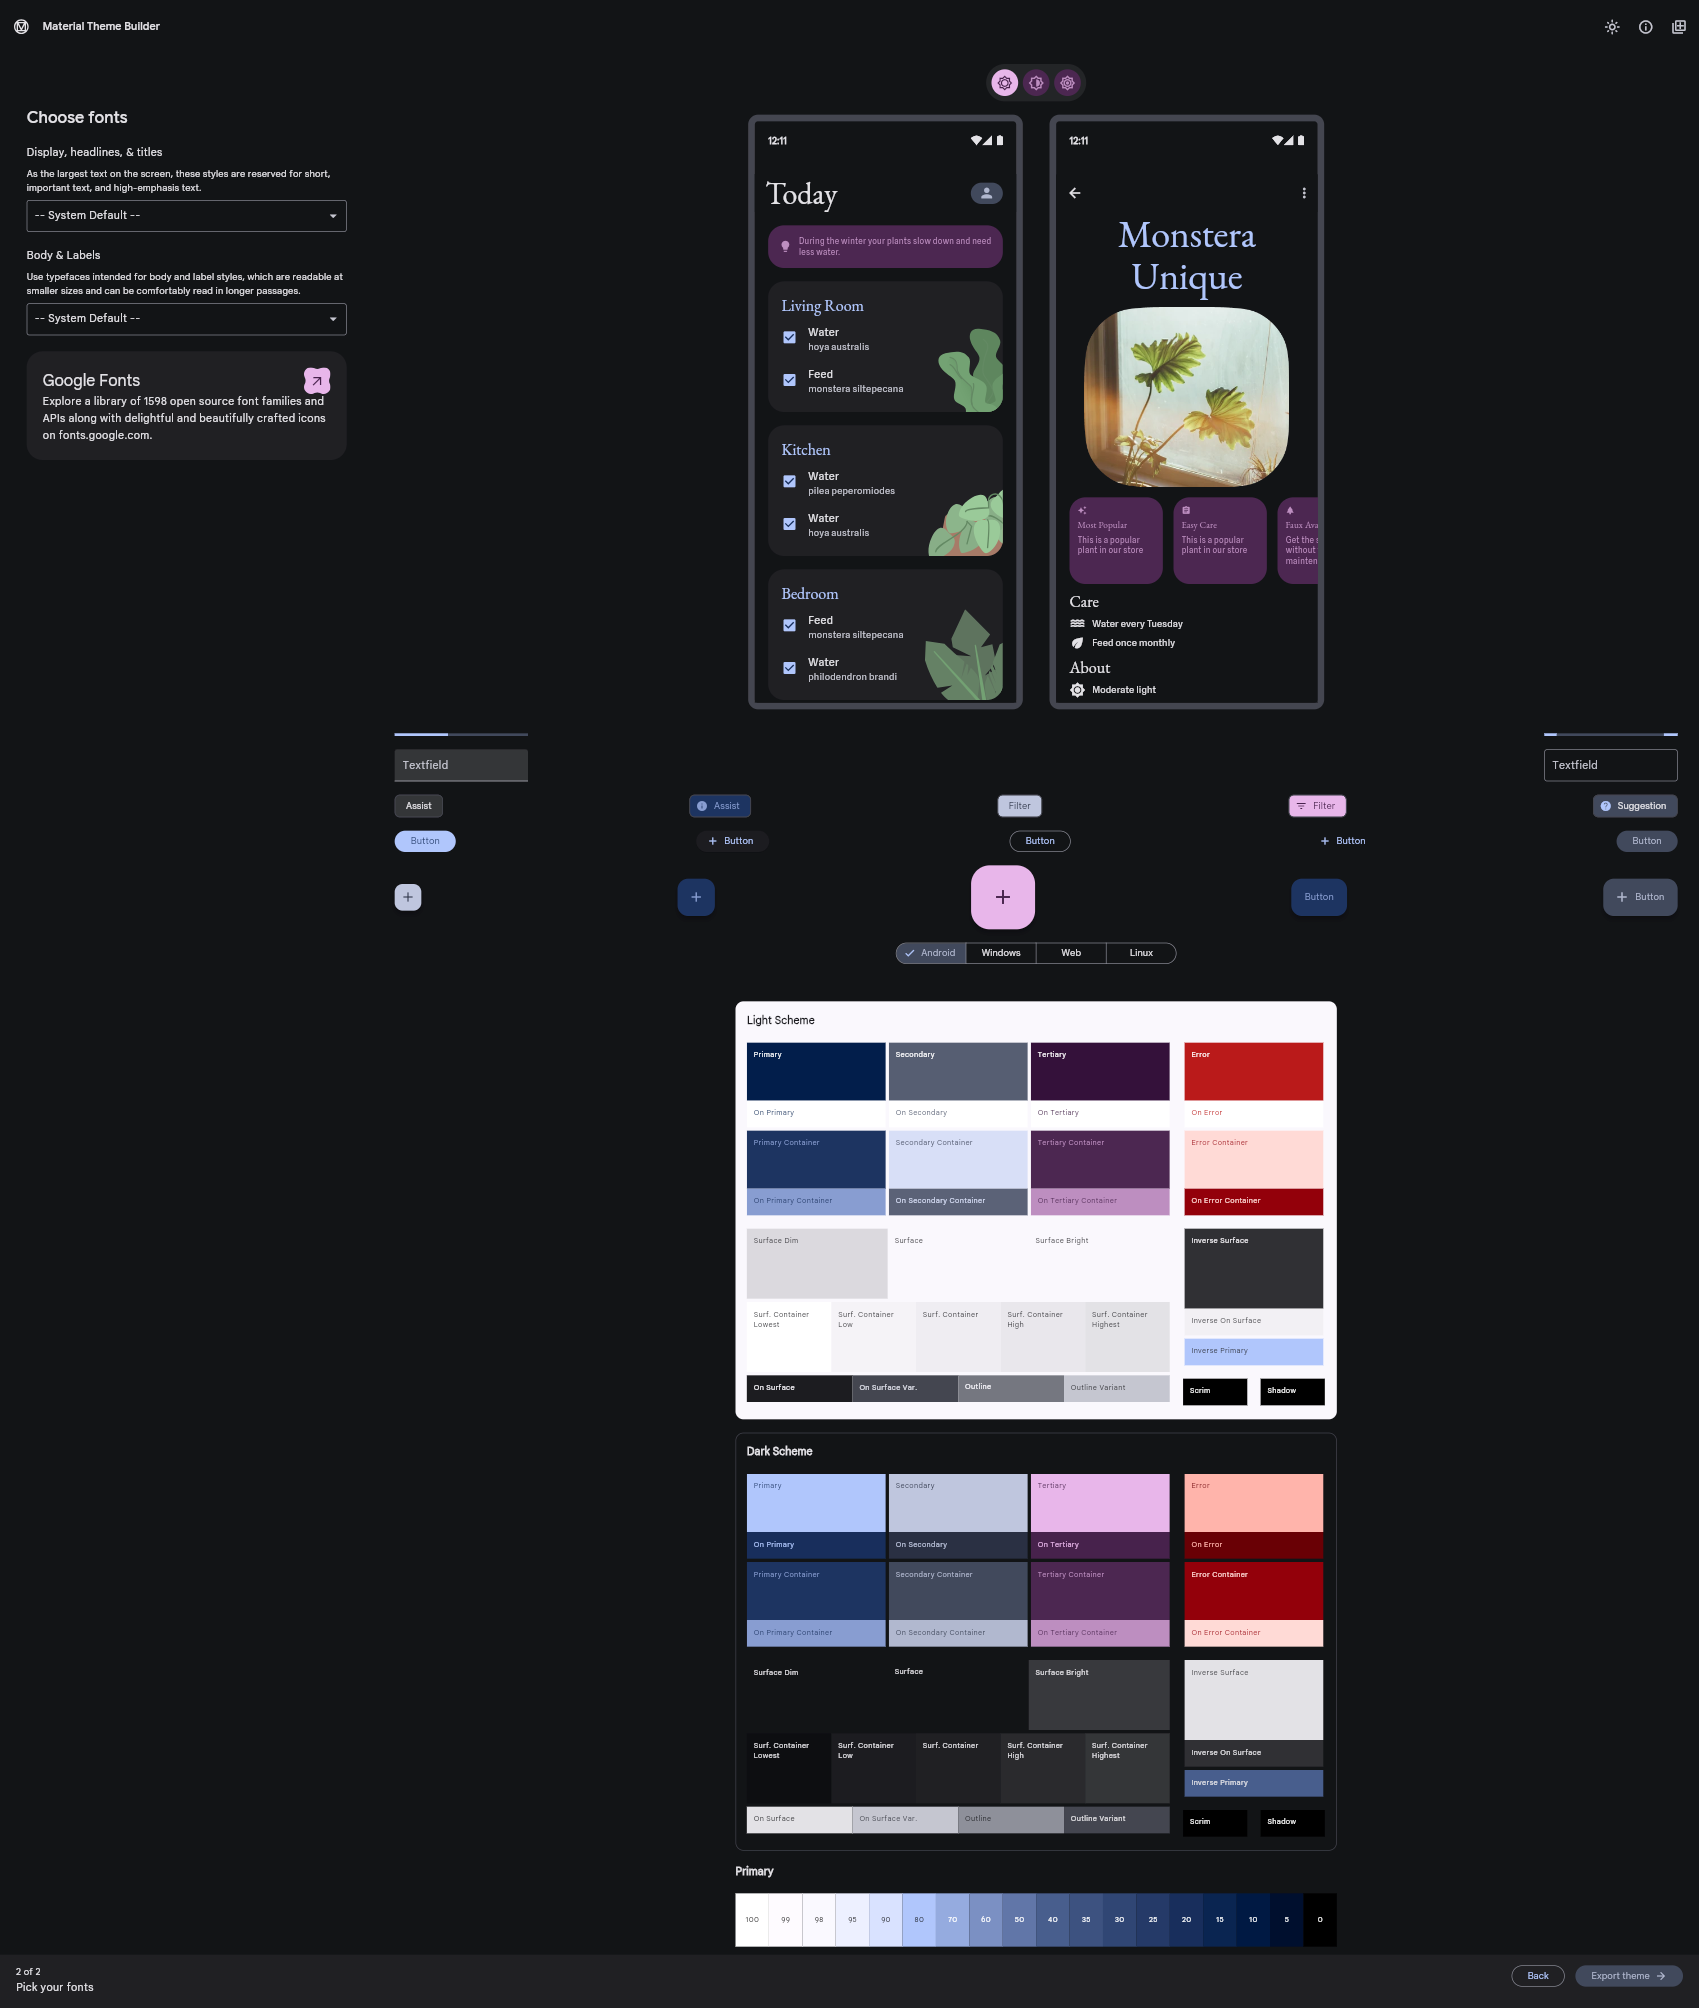 Material Theme Builder
Choose fonts
Display, headlines, & titles
As the largest text on the screen, these styles are reserved for short,
important text, and high-emphasis text.
-- System Default --
Body & Labels
Use typefaces intended for body and label styles, which are readable at
smaller sizes and can be comfortably read in longer passages.
-- System Default --
Google Fonts
Explore a library of 1598 open source font families and
APIs along with delightful and beautifully crafted icons
on fonts.google.com.
12:11
Today
During the winter your plants slow down and need
less water.
Living Room
Water
hoya australis
Feed
monstera siltepecana
Kitchen
Water
pilea peperomiodes
Water
hoya australis
Bedroom
Feed
monstera siltepecana
Water
philodendron brandi
12:11
Monstera
Unique
Most Popular
This is a popular
plant in our store
Easy Care
This is a popular
plant in our store
Faux Ava
Get the s
without
mainten
Care
Water every Tuesday
Feed once monthly
About
Moderate light
Textfield
Textfield
Assist
Assist
Filter
Filter
Suggestion
Button
Button
Button
Button
Button
Button
Button
Android
Windows
Web
Linux
Light Scheme
Primary
Secondary
Tertiary
Error
On Primary
On Secondary
On Tertiary
On Error
Primary Container
Secondary Container
Tertiary Container
Error Container
On Primary Container
On Secondary Container
On Tertiary Container
On Error Container
Surface Dim
Surface
Surface Bright
Inverse Surface
Surf. Container
Lowest
Surf. Container
Low
Surf. Container
Surf. Container
High
Surf. Container
Highest
Inverse On Surface
Inverse Primary
On Surface
On Surface Var.
Outline
Outline Variant
Scrim
Shadow
Dark Scheme
Primary
Secondary
Tertiary
Error
On Primary
On Secondary
On Tertiary
On Error
Primary Container
Secondary Container
Tertiary Container
Error Container
On Primary Container
On Secondary Container
On Tertiary Container
On Error Container
Surface Dim
Surface
Surface Bright
Inverse Surface
Surf. Container
Lowest
Surf. Container
Low
Surf. Container
Surf. Container
High
Surf. Container
Highest
Inverse On Surface
Inverse Primary
On Surface
On Surface Var.
Outline
Outline Variant
Scrim
Shadow
Primary
100 99 98 95 90 80 70 60 50 40 35 30 25 20 15 10 5 0
2 of 2
Pick your fonts
Back
Export theme